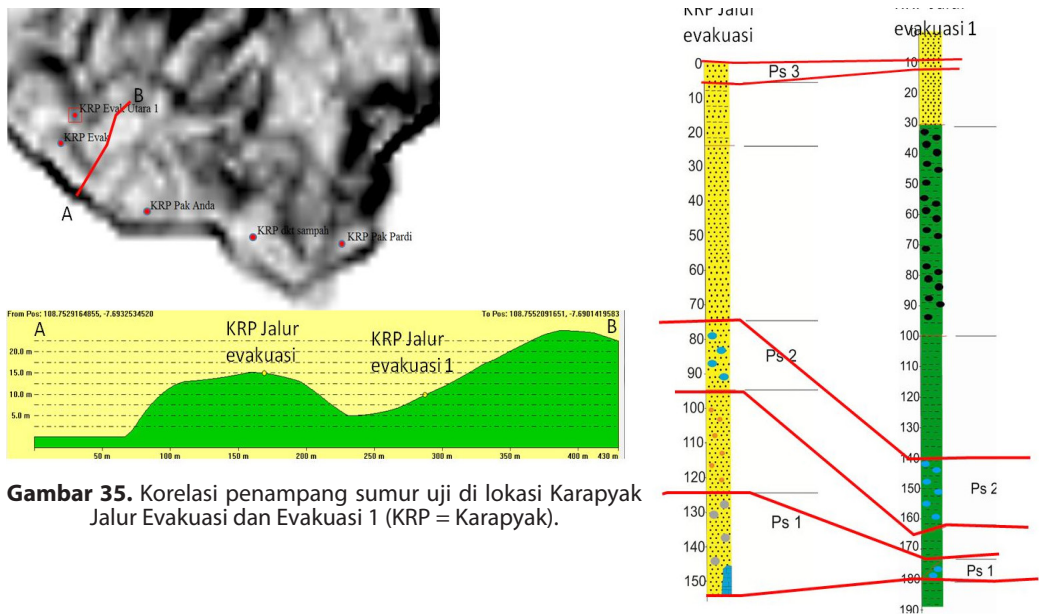 B
KRP Evak Utara 1
KRP Evak
A
KRP Pak Anda
KRP dkt sampah
KRP Pak Pardi
From Pos: 108.7529164855, -7.6932534520
To Pos: 108.7552091651, -7.6901419583
A
KRP Jalur
evakuasi
KRP Jalur
evakuasi 1
B
20.0 m
15.0 m
10.0 m
5.0 m
50 m
100 m
150 m
200 m
250 m
300 m
350 m
400 m
430 m
Gambar 35. Korelasi penampang sumur uji di lokasi Karapyak
Jalur Evakuasi dan Evakuasi 1 (KRP = Karapyak).
KRP Jalur
evakuasi
0
10
20
30
40
50
60
70
80
90
100
110
120
130
140
150
Ps 3
Ps 2
Ps 1
KRP Jalur
evakuasi 1
0
10
20
30
40
50
60
70
80
90
100
110
120
130
140
150
160
170
180
190
Ps 2
Ps 1